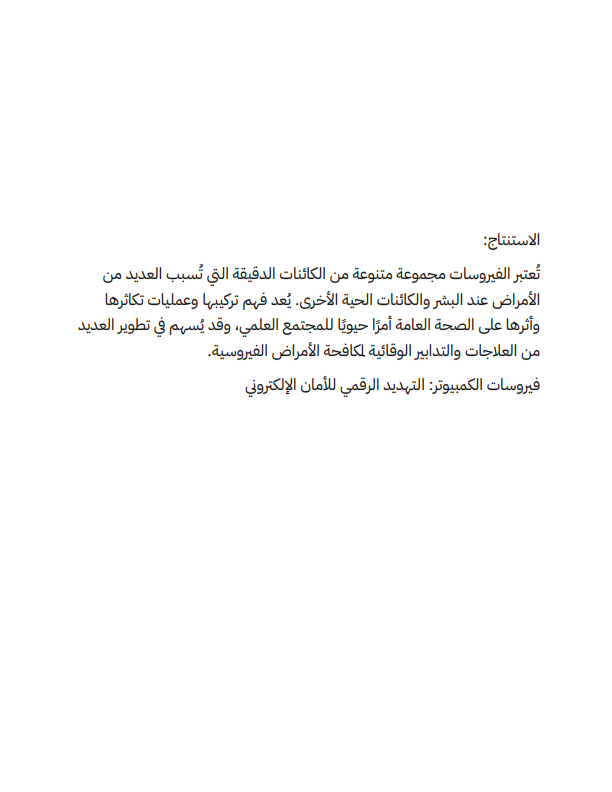 الاستنتاج:
تُعتبر الفيروسات مجموعة متنوعة من الكائنات الدقيقة التي تُسبب العديد من
الأمراض عند البشر والكائنات الحية الأخرى. يُعد فهم تركيبها وعمليات تكاثرها
وأثرها على الصحة العامة أمرًا حيويًا للمجتمع العلمي، وقد يُسهم في تطوير العديد
من العلاجات والتدابير الوقائية لمكافحة الأمراض الفيروسية.
فيروسات الكمبيوتر: التهديد الرقمي للأمان الإلكتروني